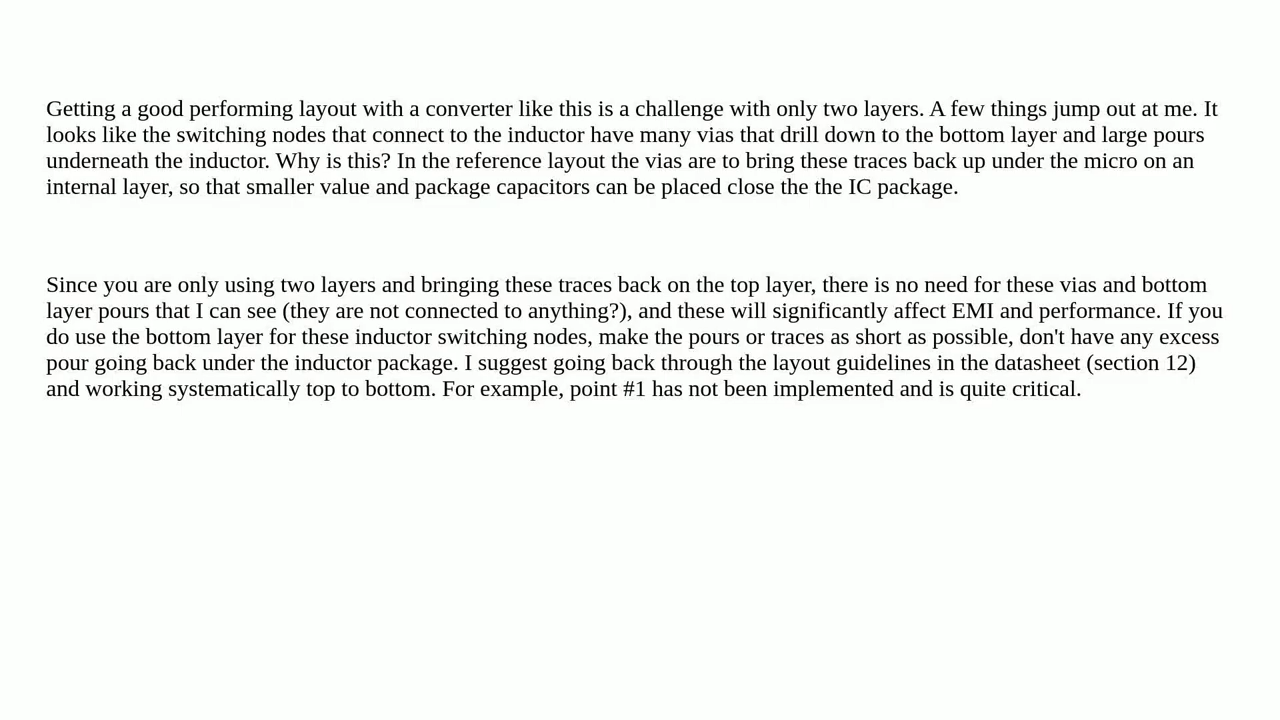 Getting a good performing layout with a converter like this is a challenge with only two layers. A few things jump out at me. It
looks like the switching nodes that connect to the inductor have many vias that drill down to the bottom layer and large pours
underneath the inductor. Why is this? In the reference layout the vias are to bring these traces back up under the micro on an
internal layer, so that smaller value and package capacitors can be placed close the the IC package.
Since you are only using two layers and bringing these traces back on the top layer, there is no need for these vias and bottom
layer pours that I can see (they are not connected to anything?), and these will significantly affect EMI and performance. If you
do use the bottom layer for these inductor switching nodes, make the pours or traces as short as possible, don't have any excess
pour going back under the inductor package. I suggest going back through the layout guidelines in the datasheet (section 12)
and working systematically top to bottom. For example, point #1 has not been implemented and is quite critical.